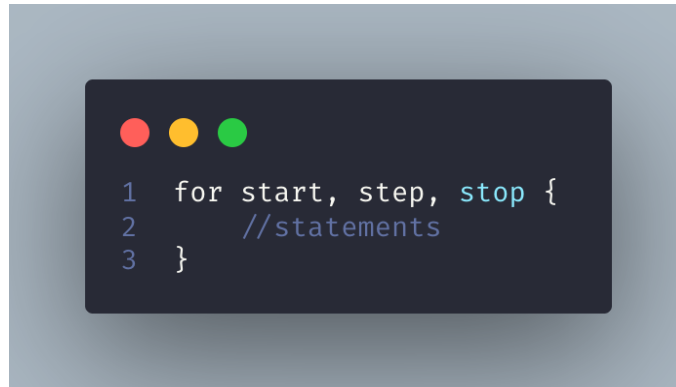 1 for start, step, stop {
2 //statements
3 }